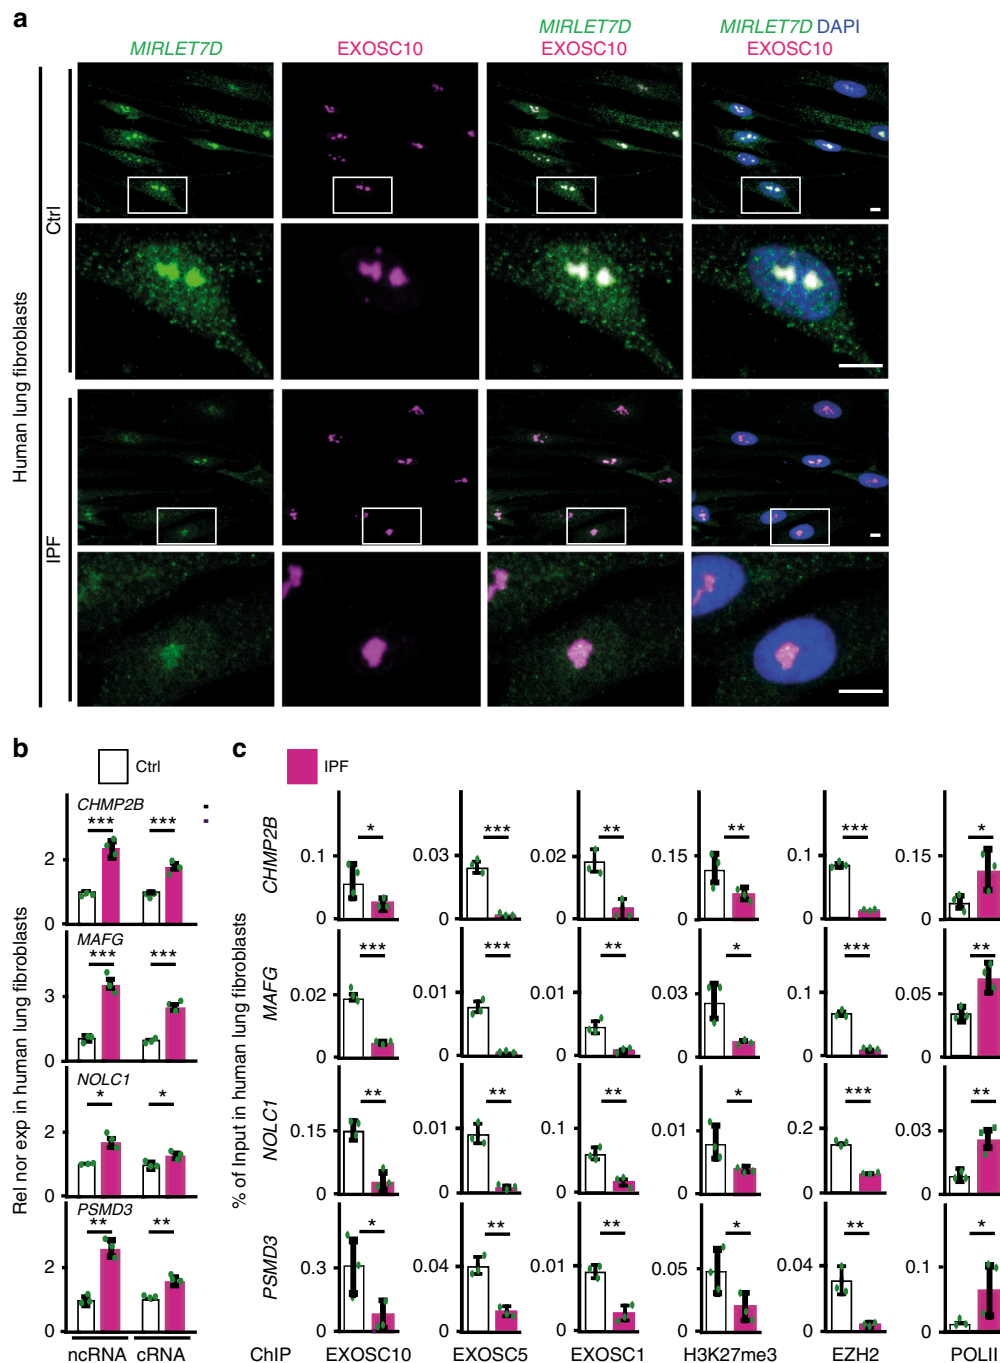 a
MIRLET7D
EXOSC10
MIRLET7D
EXOSC10
MIRLET7D DAPI
EXOSC10
Human lung fibroblasts
Ctrl
IPF
b
Ctrl
Rel nor exp in human lung fibroblasts
CHMP2B
*** ***
2
0
MAFG
*** ***
3
0
NOLC1
* *
2
0
PSMD3
** **
2
0
ncRNA cRNA
c
IPF
% of Input in human lung fibroblasts
CHMP2B
0.1 0 *
0.03 0 ***
0.02 0 **
0.15 0 **
0.1 0 ***
0.15 0 *
MAFG
0.02 0 ***
0.01 0 ***
0.01 0 **
0.03 0 *
0.1 0 ***
0.05 0 **
NOLC1
0.15 0 **
0.01 0 **
0.01 0 **
0.01 0 *
0.2 0 ***
0.03 0 **
PSMD3
0.3 0 *
0.04 0 **
0.01 0 **
0.05 0 *
0.04 0 **
0.1 0 *
ChIP EXOSC10 EXOSC5 EXOSC1 H3K27me3 EZH2 POLII